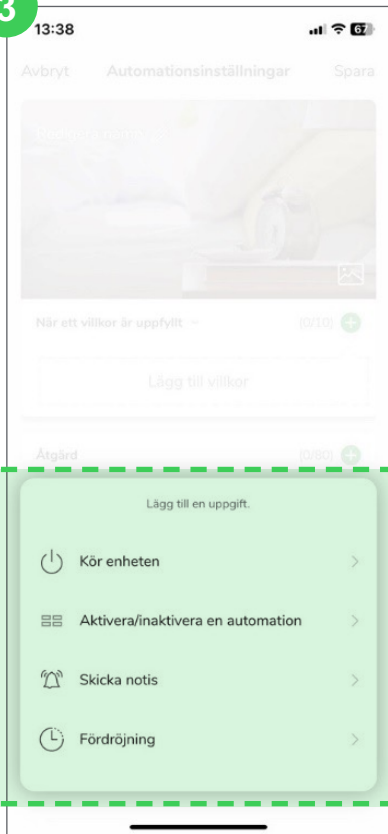 3
13:38
67
Avbryt Automationsinställningar Spara
När ett villkor är uppfyllt
(0/10)
Lägg till villkor
Åtgärd (0/80)
Lägg till en uppgift.
Kör enheten
Aktivera/inaktivera en automation
Skicka notis
Fördröjning